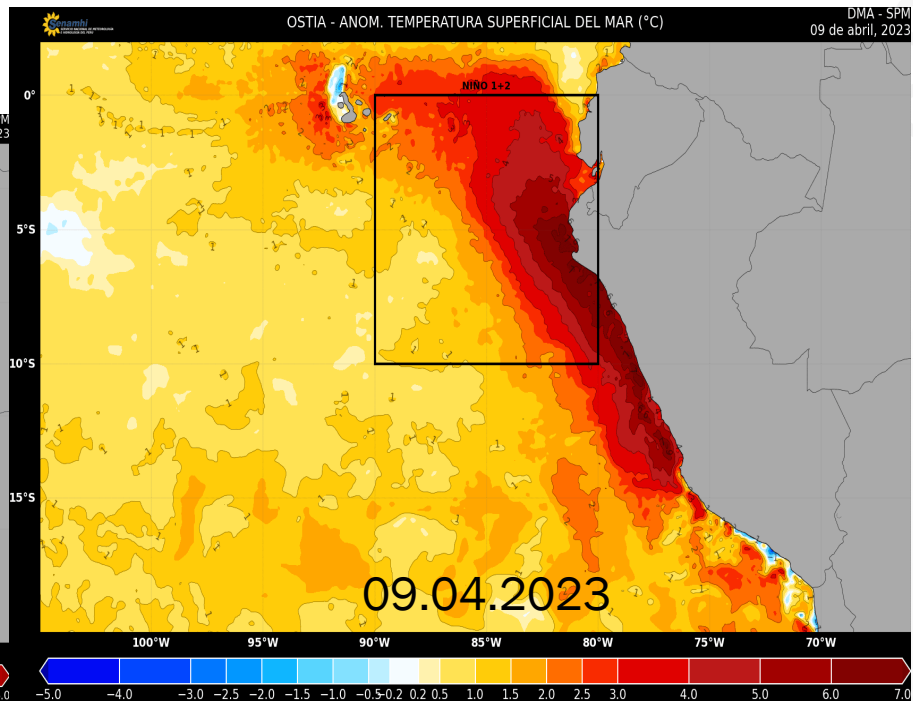 Senamhi
OSTIA - ANOM. TEMPERATURA SUPERFICIAL DEL MAR (°C)
DMA - SPM
09 de abril, 2023
NIÑO 1+2
0°
5°S
10°S
15°S
09.04.2023
100°W 95°W 90°W 85°W 80°W 75°W 70°W
−5.0 −4.0 −3.0 −2.5 −2.0 −1.5 −1.0 −0.5 −0.2 0.2 0.5 1.0 1.5 2.0 2.5 3.0 4.0 5.0 6.0 7.0